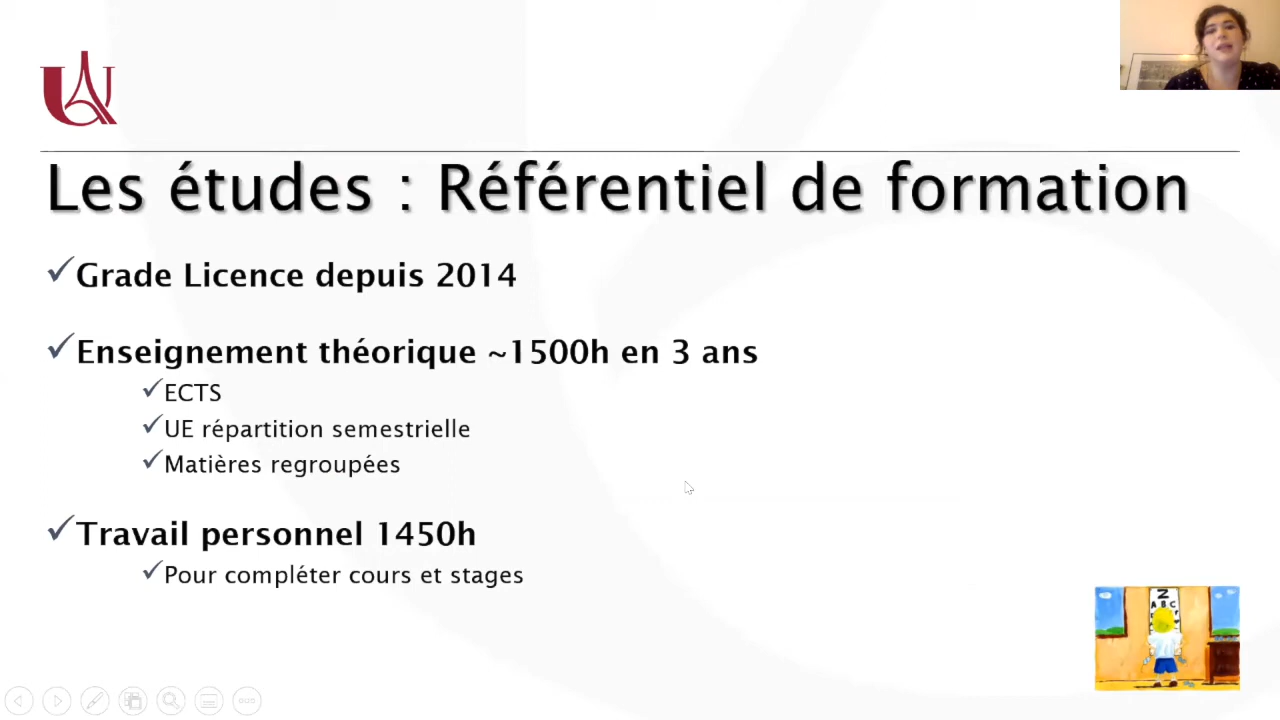 Les études : Référentiel de formation
Grade Licence depuis 2014
Enseignement théorique ~1500h en 3 ans
ECTS
UE répartition semestrielle
Matières regroupées
Travail personnel 1450h
Pour compléter cours et stages
Z
A B C